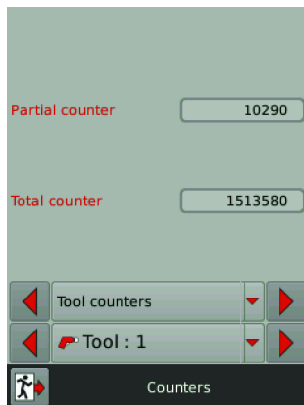 Partial counter 10290
Total counter 1513580
Tool counters
Tool : 1
Counters